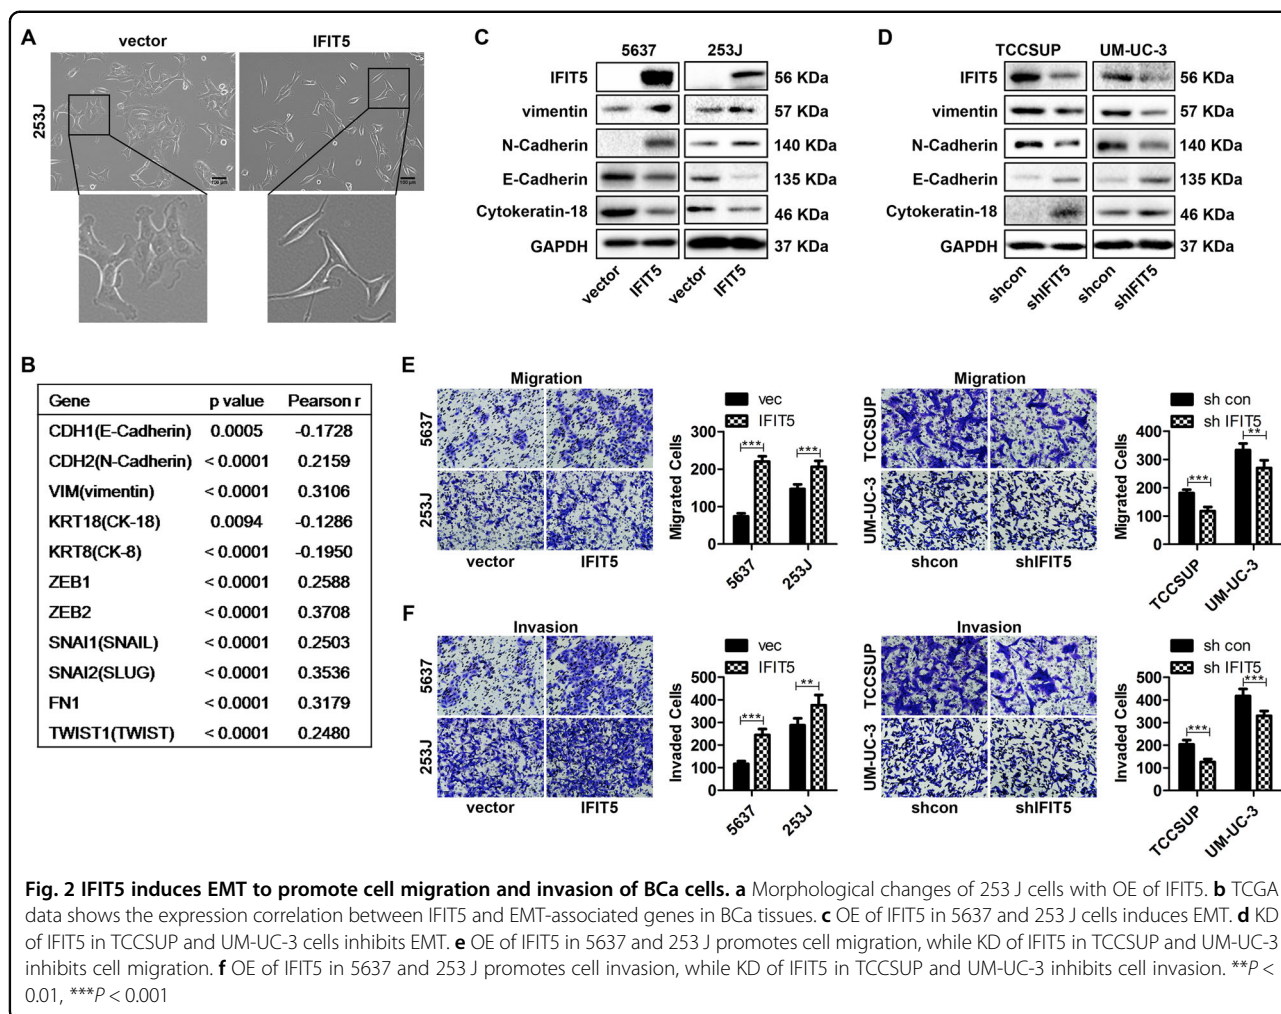 A
vector
IFIT5
253J
100 µm
100 µm
B
Gene p value Pearson r
CDH1(E-Cadherin) 0.0005 -0.1728
CDH2(N-Cadherin) < 0.0001 0.2159
VIM(vimentin) < 0.0001 0.3106
KRT18(CK-18) 0.0094 -0.1286
KRT8(CK-8) < 0.0001 -0.1950
ZEB1 < 0.0001 0.2588
ZEB2 < 0.0001 0.3708
SNAI1(SNAIL) < 0.0001 0.2503
SNAI2(SLUG) < 0.0001 0.3536
FN1 < 0.0001 0.3179
TWIST1(TWIST) < 0.0001 0.2480
C
5637 253J
IFIT5 56 KDa
vimentin 57 KDa
N-Cadherin 140 KDa
E-Cadherin 135 KDa
Cytokeratin-18 46 KDa
GAPDH 37 KDa
vector IFIT5 vector IFIT5
D
TCCSUP UM-UC-3
IFIT5 56 KDa
vimentin 57 KDa
N-Cadherin 140 KDa
E-Cadherin 135 KDa
Cytokeratin-18 46 KDa
GAPDH 37 KDa
shcon shIFIT5 shcon shIFIT5
E
Migration
5637
253J
vector IFIT5
vec
IFIT5
Migrated Cells
300
200
100
0
*** ***
5637 253J
Migration
TCCSUP
UM-UC-3
shcon shIFIT5
sh con
sh IFIT5
Migrated Cells
400
300
200
100
0
*** **
TCCSUP UM-UC-3
F
Invasion
5637
253J
vector IFIT5
vec
IFIT5
Invaded Cells
500
400
300
200
100
0
*** **
5637 253J
Invasion
TCCSUP
UM-UC-3
shcon shIFIT5
sh con
sh IFIT5
Invaded Cells
500
400
300
200
100
0
*** ***
TCCSUP UM-UC-3
Fig. 2 IFIT5 induces EMT to promote cell migration and invasion of BCa cells. a Morphological changes of 253 J cells with OE of IFIT5. b TCGA
data shows the expression correlation between IFIT5 and EMT-associated genes in BCa tissues. c OE of IFIT5 in 5637 and 253 J cells induces EMT. d KD
of IFIT5 in TCCSUP and UM-UC-3 cells inhibits EMT. e OE of IFIT5 in 5637 and 253 J promotes cell migration, while KD of IFIT5 in TCCSUP and UM-UC-3
inhibits cell migration. f OE of IFIT5 in 5637 and 253 J promotes cell invasion, while KD of IFIT5 in TCCSUP and UM-UC-3 inhibits cell invasion. **P <
0.01, ***P < 0.001